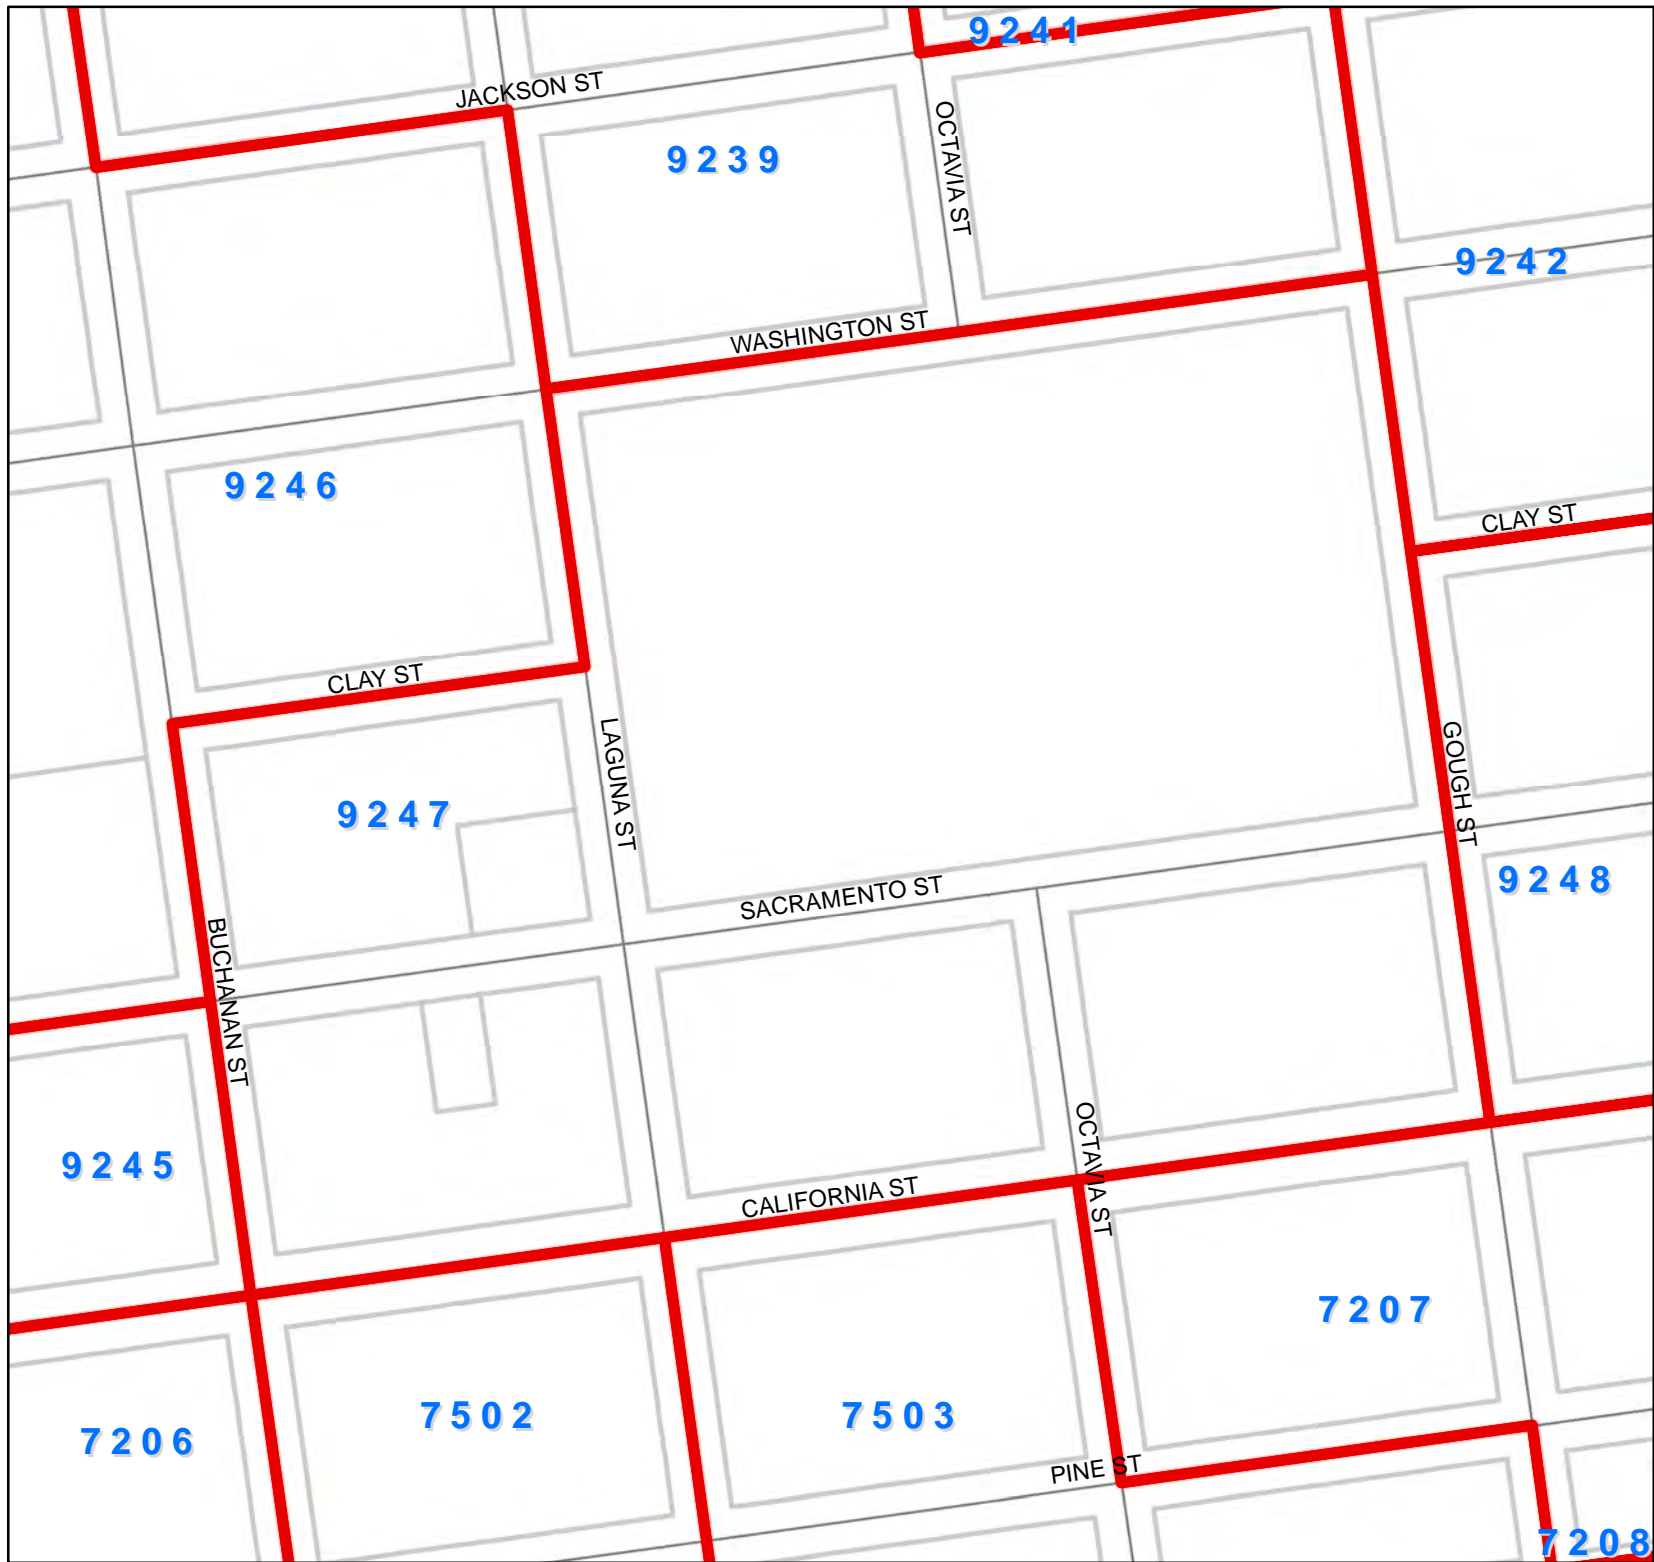 9241
JACKSON ST
9239
OCTAVIA ST
9242
WASHINGTON ST
9246
CLAY ST
CLAY ST
9247
LAGUNA ST
GOUGH ST
9248
SACRAMENTO ST
BUCHANAN ST
9245
OCTAVIA ST
CALIFORNIA ST
7207
7502
7503
7206
PINE ST
7208